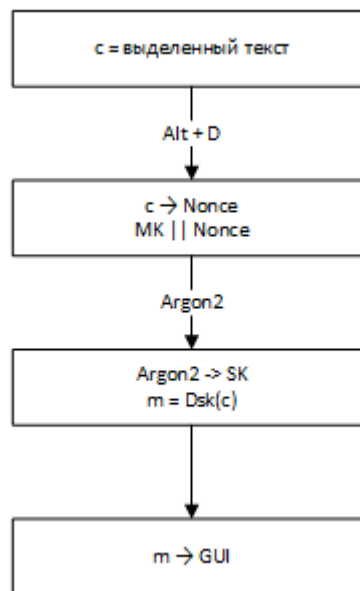 c = выделенный текст
Alt + D
c → Nonce
MK || Nonce
Argon2
Argon2 -> SK
m = Dsk(c)
m → GUI